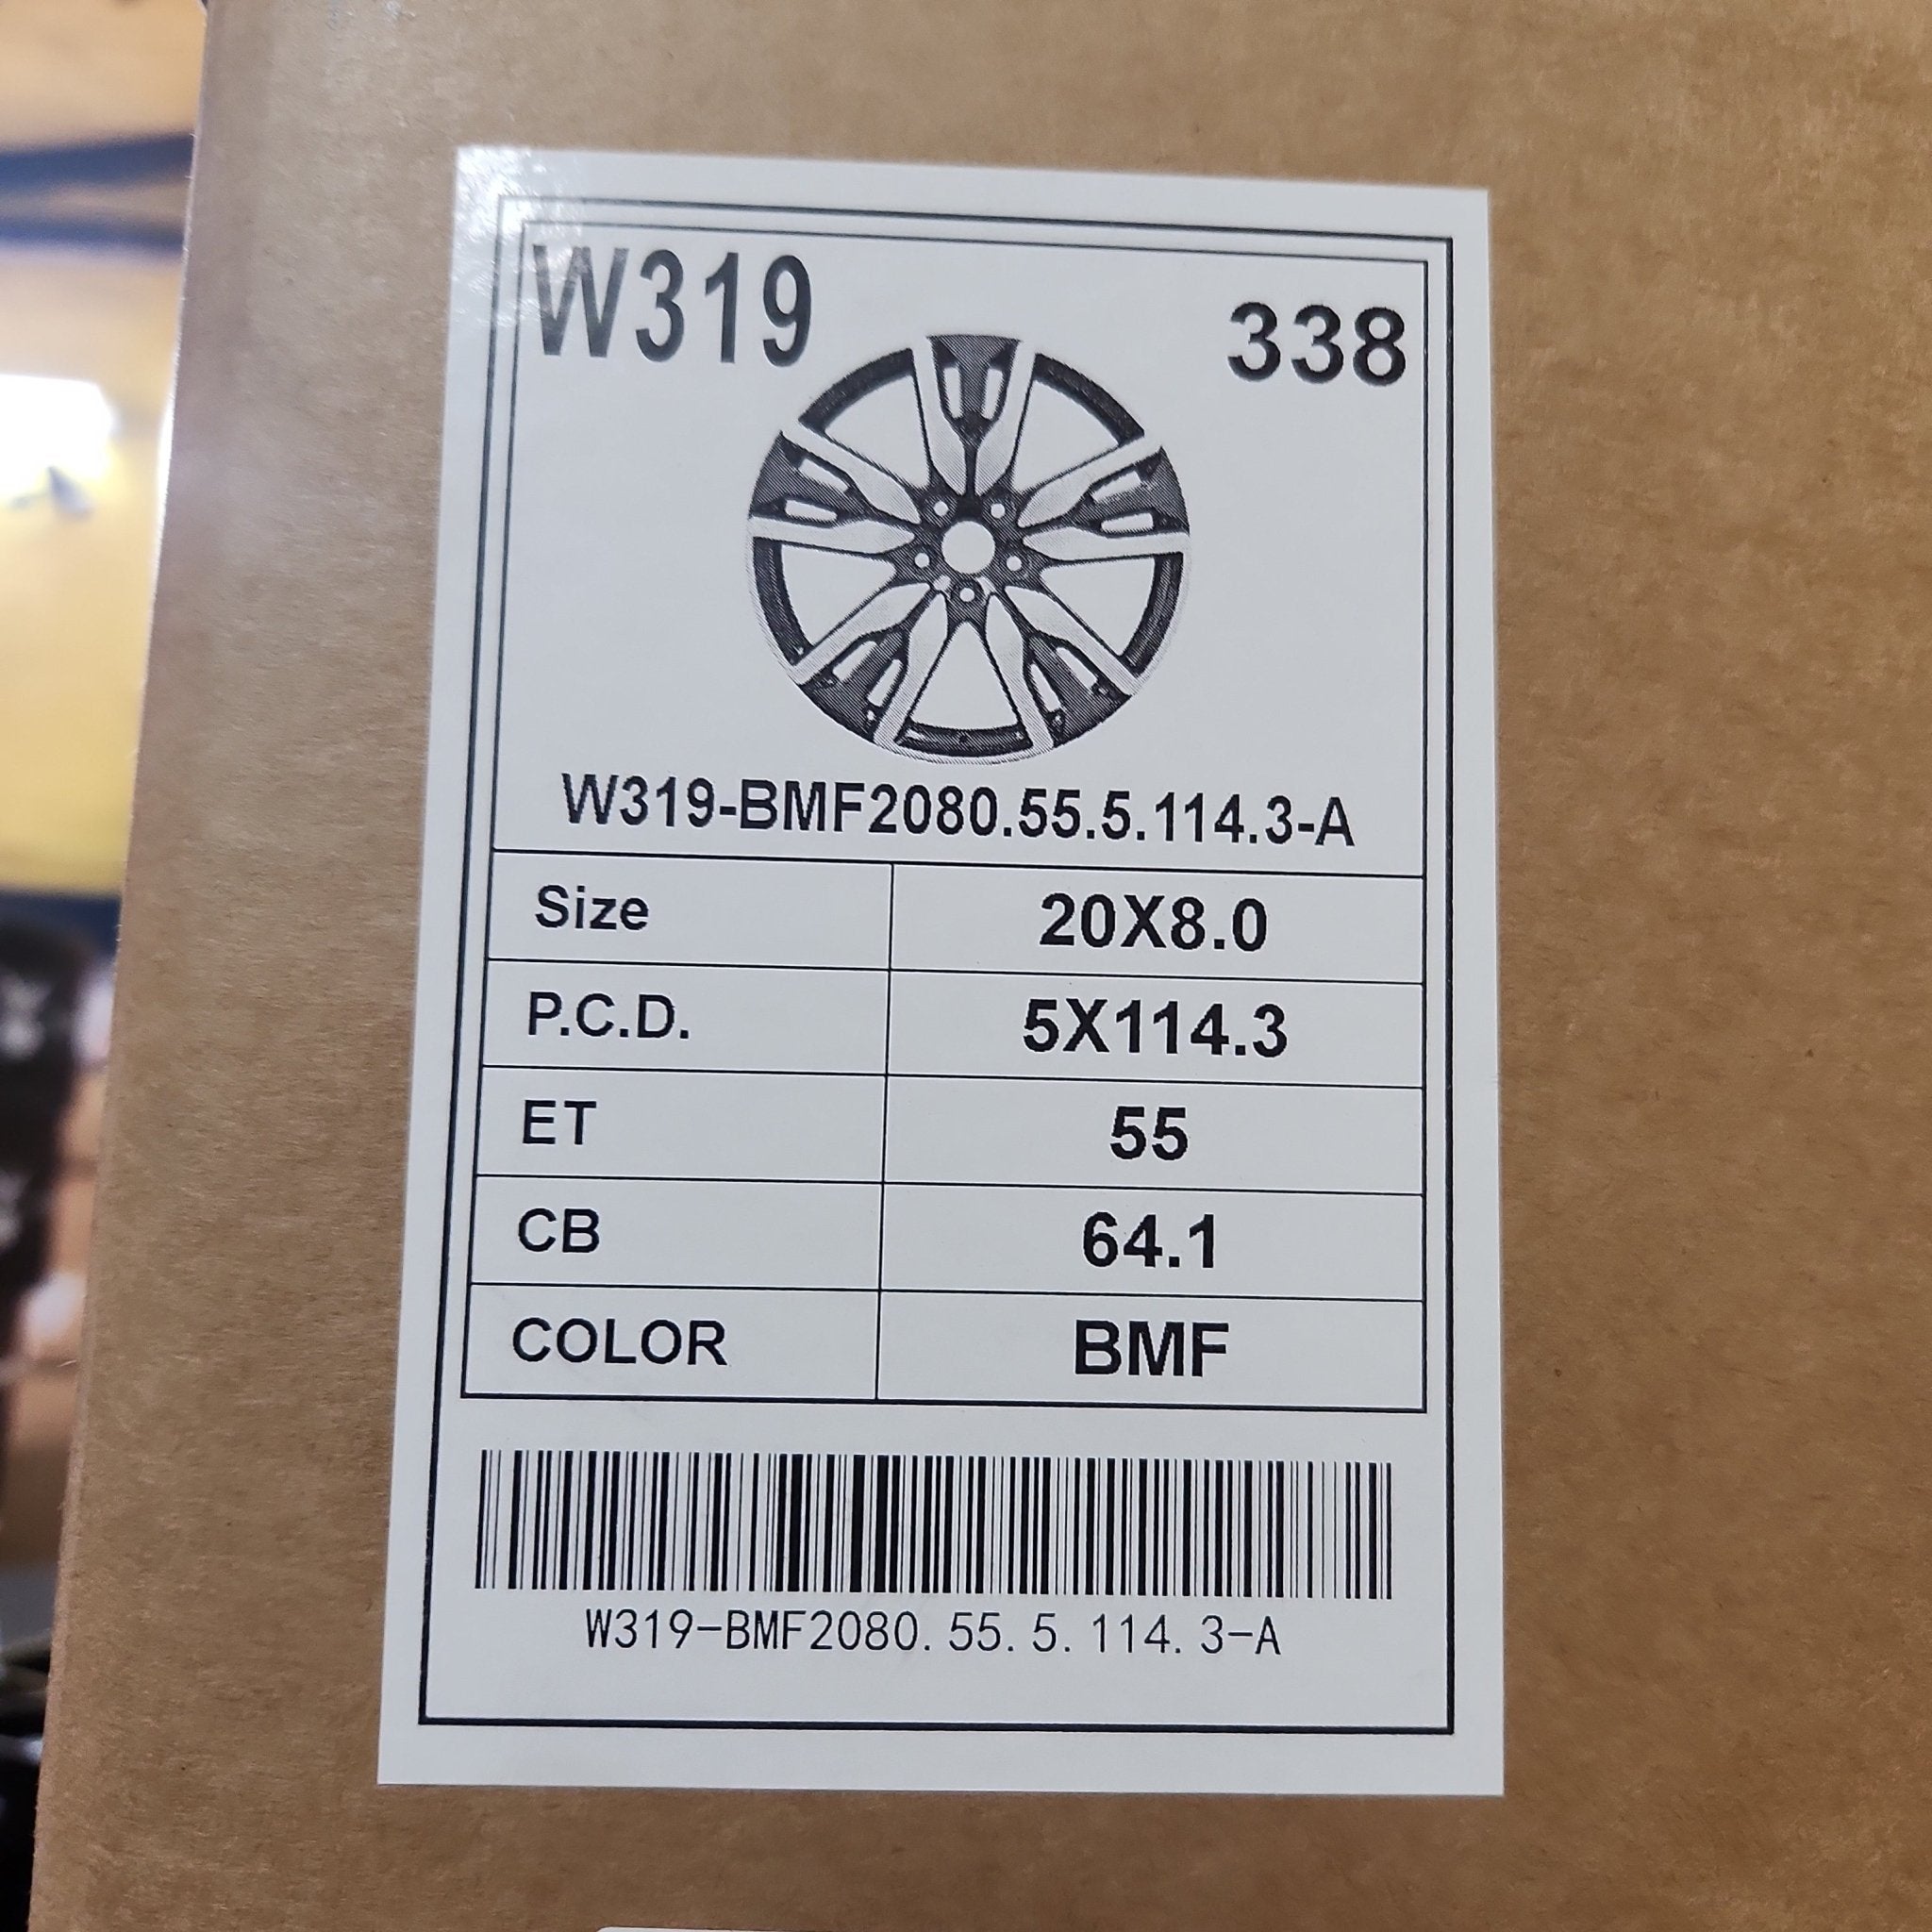 W319
338
W319-BMF2080.55.5.114.3-A
Size 20X8.0
P.C.D. 5X114.3
ET 55
CB 64.1
COLOR BMF
W319-BMF2080.55.5.114.3-A